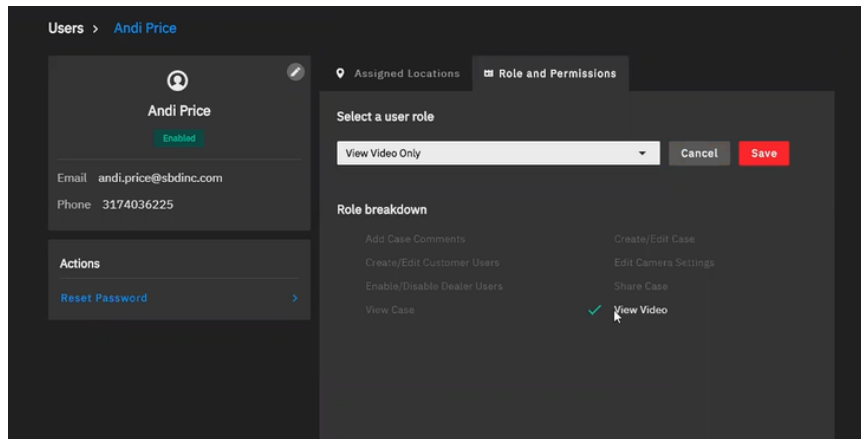 Users > Andi Price
Andi Price
Enabled
Email andi.price@sbdinc.com
Phone 3174036225
Actions
Reset Password >
Assigned Locations
Role and Permissions
Select a user role
View Video Only
Cancel
Save
Role breakdown
Add Case Comments
Create/Edit Case
Create/Edit Customer Users
Edit Camera Settings
Enable/Disable Dealer Users
Share Case
View Case
View Video